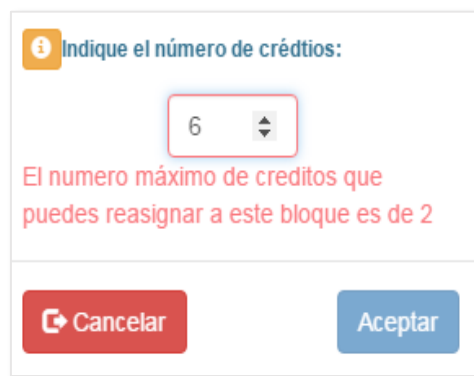 Indique el número de crédtios:
6
El numero máximo de creditos que
puedes reasignar a este bloque es de 2
Cancelar
Aceptar